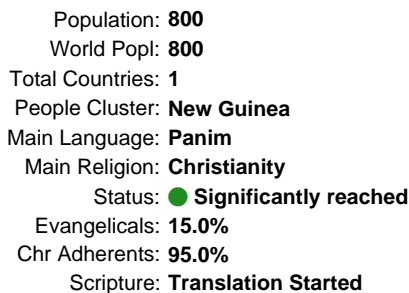 Population: 800
World Popl: 800
Total Countries: 1
People Cluster: New Guinea
Main Language: Panim
Main Religion: Christianity
Status: Significantly reached
Evangelicals: 15.0%
Chr Adherents: 95.0%
Scripture: Translation Started